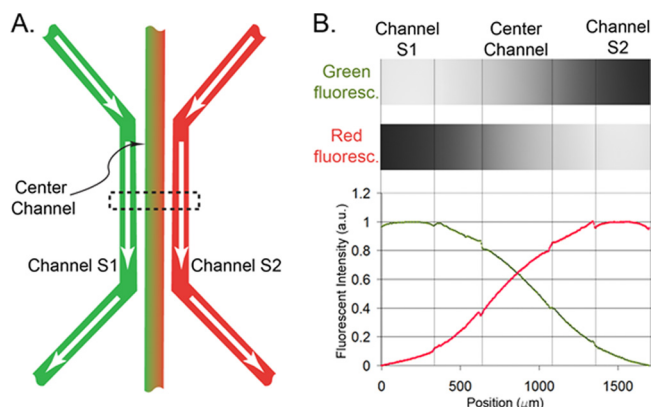 A.
Center
Channel
Channel S1
Channel S2
B.
Channel
S1
Center
Channel
Channel
S2
Green
fluoresc.
Red
fluoresc.
Fluorescent Intensity (a.u.)
1.2
1
0.8
0.6
0.4
0.2
0
0
500
1000
1500
Position (μm)